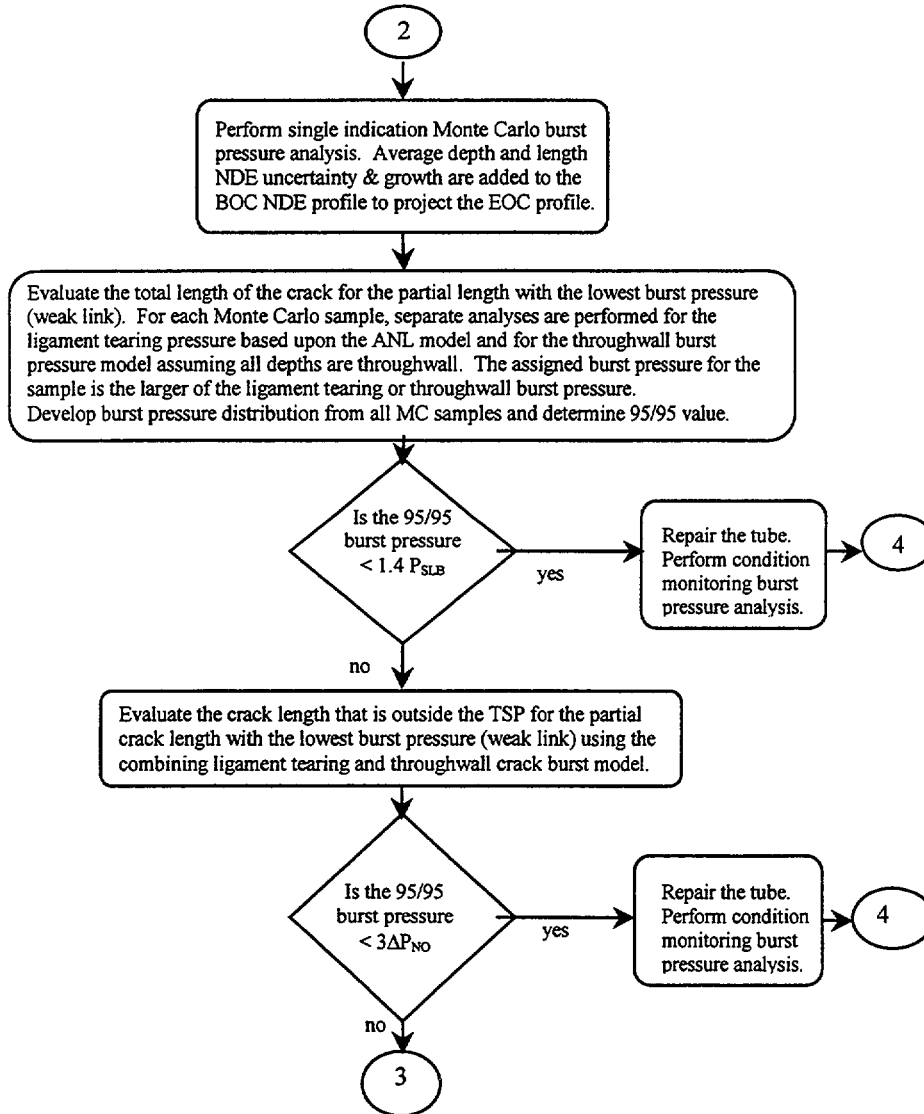 2
Perform single indication Monte Carlo burst
pressure analysis. Average depth and length
NDE uncertainty & growth are added to the
BOC NDE profile to project the EOC profile.
Evaluate the total length of the crack for the partial length with the lowest burst pressure
(weak link). For each Monte Carlo sample, separate analyses are performed for the
ligament tearing pressure based upon the ANL model and for the throughwall burst
pressure model assuming all depths are throughwall. The assigned burst pressure for the
sample is the larger of the ligament tearing or throughwall burst pressure.
Develop burst pressure distribution from all MC samples and determine 95/95 value.
Is the 95/95
burst pressure
< 1.4 P_SLB
yes
Repair the tube.
Perform condition
monitoring burst
pressure analysis.
4
no
Evaluate the crack length that is outside the TSP for the partial
crack length with the lowest burst pressure (weak link) using the
combining ligament tearing and throughwall crack burst model.
Is the 95/95
burst pressure
< 3ΔP_NO
yes
Repair the tube.
Perform condition
monitoring burst
pressure analysis.
4
no
3